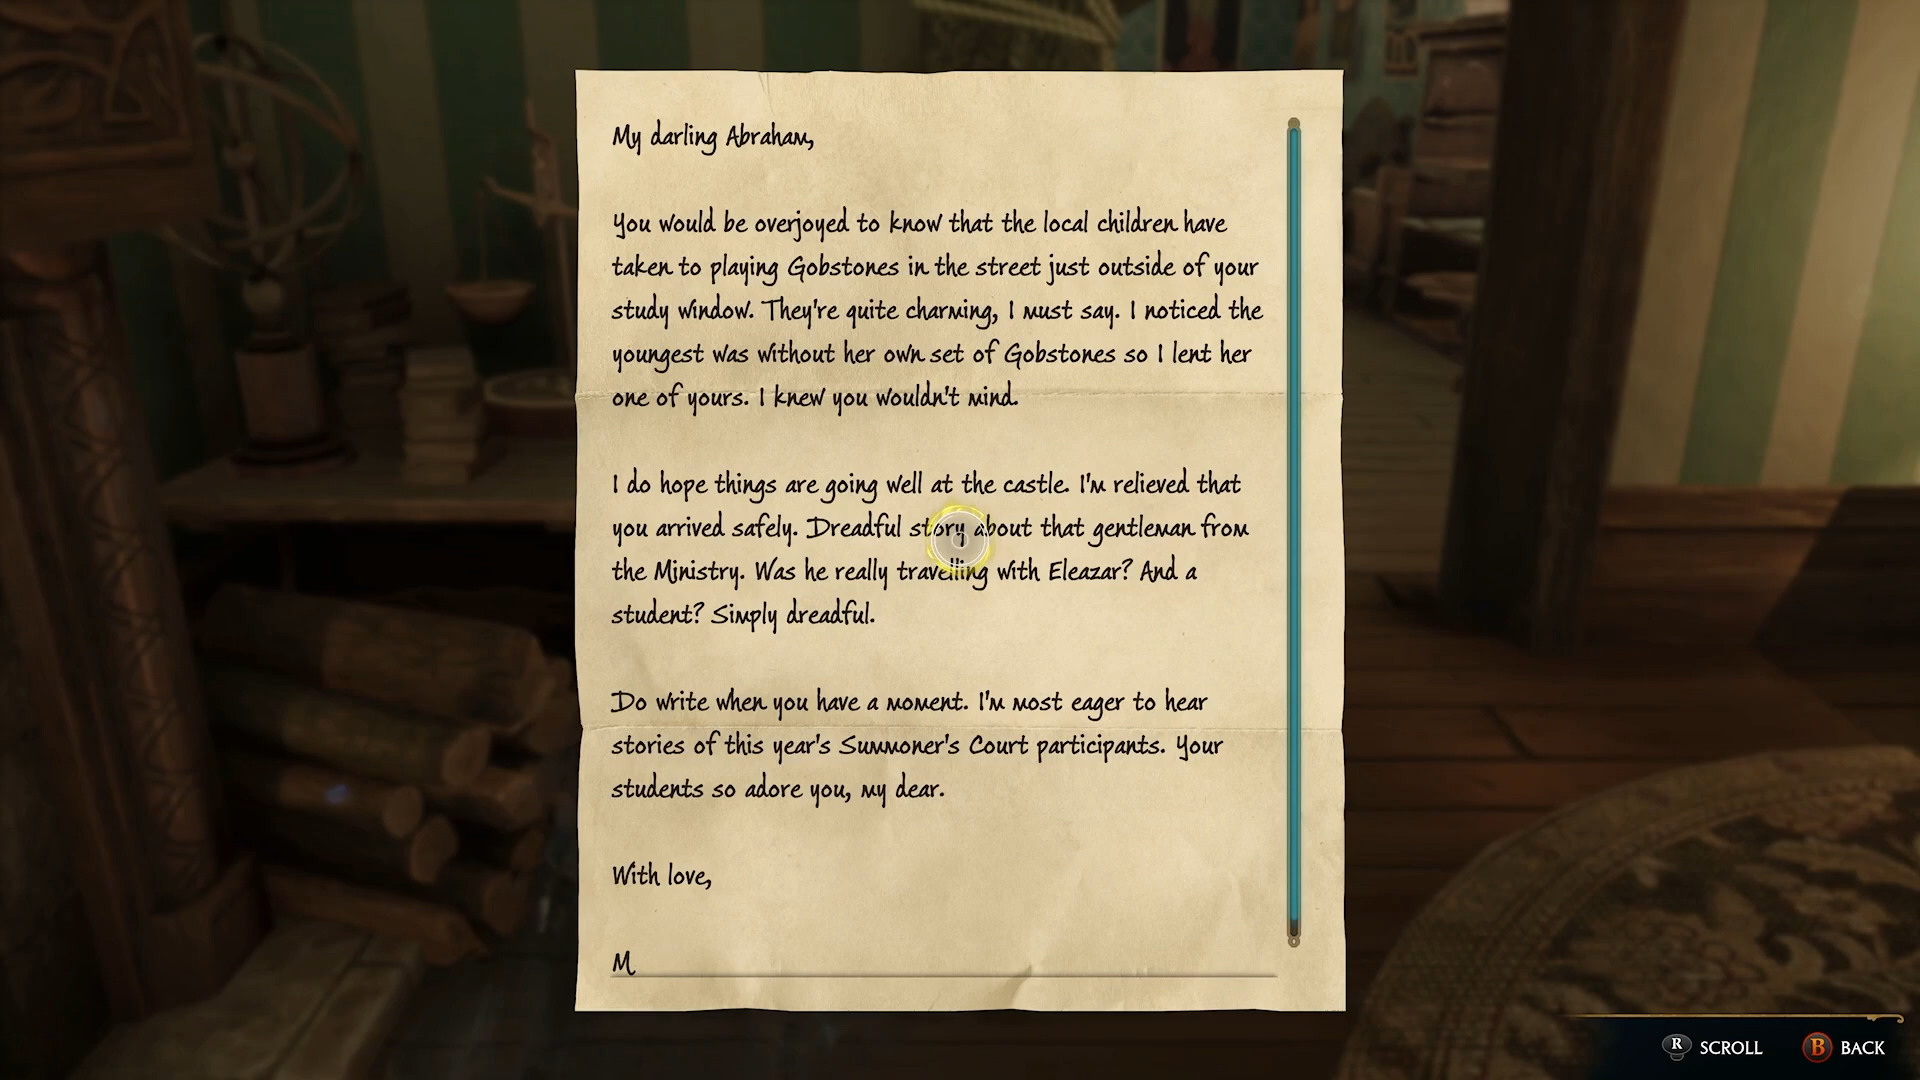 My darling Abraham,
You would be overjoyed to know that the local children have
taken to playing Gobstones in the street just outside of your
study window. They're quite charming, I must say. I noticed the
youngest was without her own set of Gobstones so I lent her
one of yours. I knew you wouldn't mind.
I do hope things are going well at the castle. I'm relieved that
you arrived safely. Dreadful story about that gentleman from
the Ministry. Was he really travelling with Eleazar? And a
student? Simply dreadful.
Do write when you have a moment. I'm most eager to hear
stories of this year's Summoner's Court participants. Your
students so adore you, my dear.
With love,
M
R SCROLL B BACK